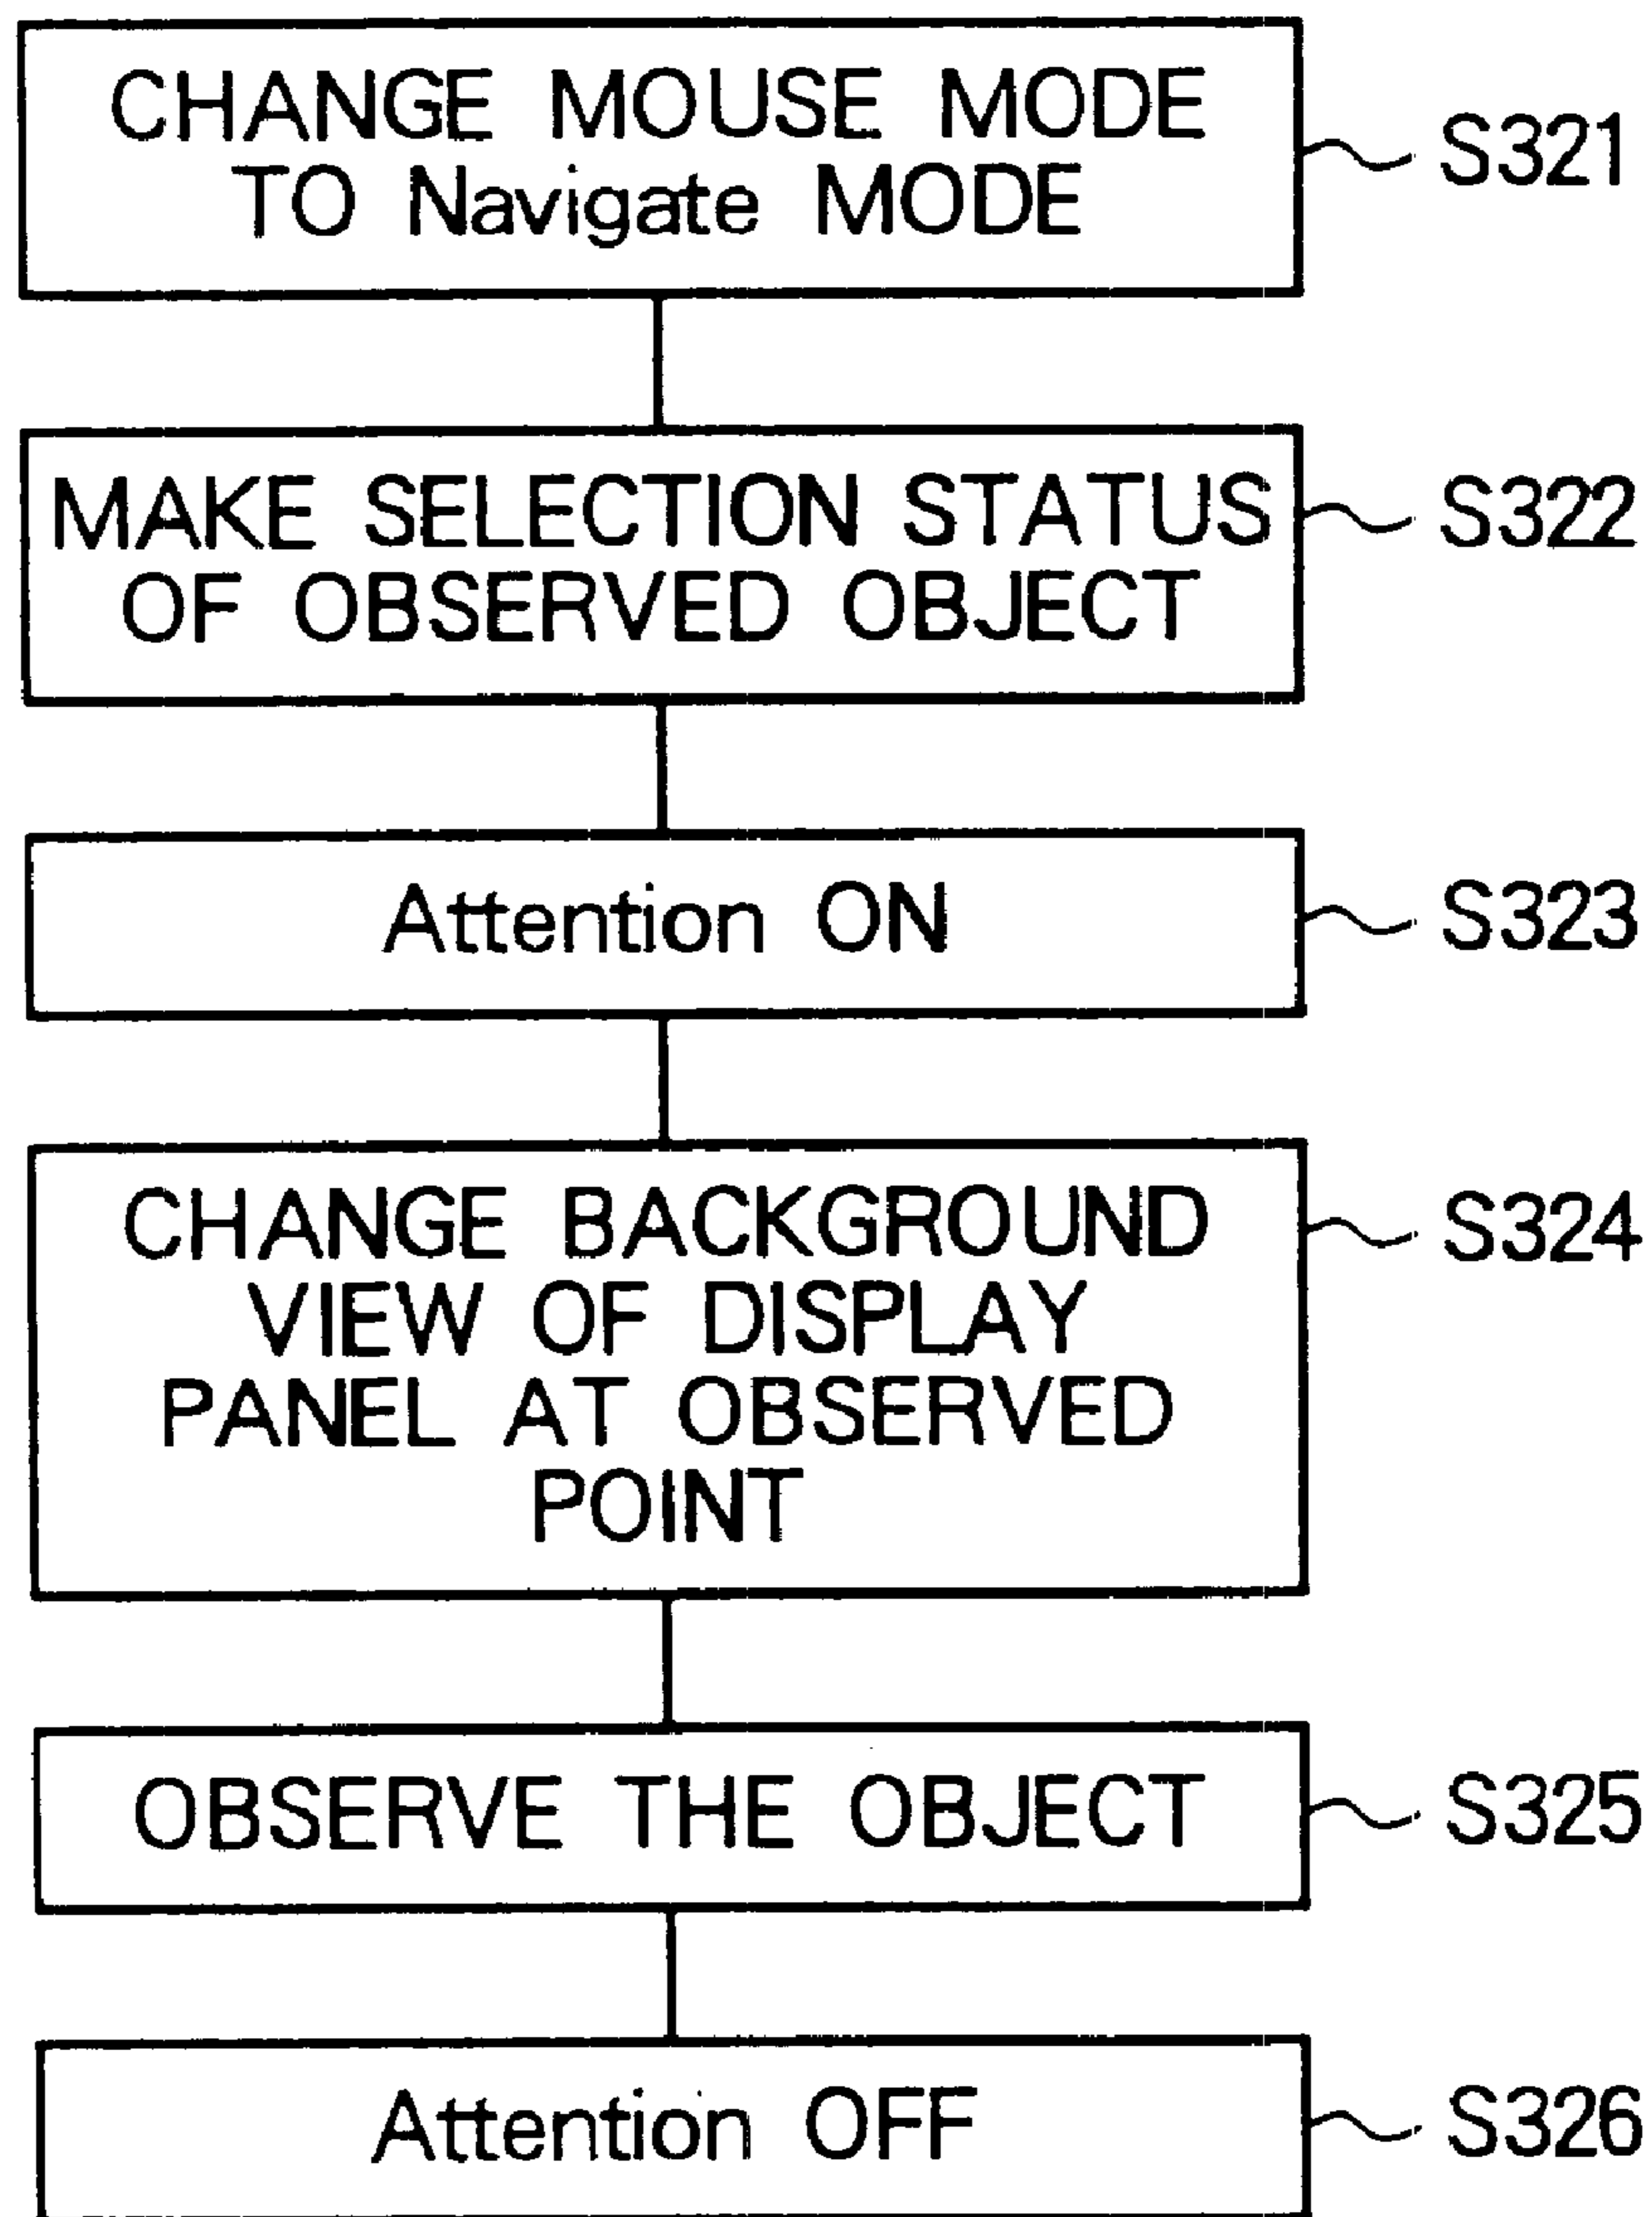 CHANGE MOUSE MODE
TO Navigate MODE
S321
MAKE SELECTION STATUS
OF OBSERVED OBJECT
S322
Attention ON
S323
CHANGE BACKGROUND
VIEW OF DISPLAY
PANEL AT OBSERVED
POINT
S324
OBSERVE THE OBJECT
S325
Attention OFF
S326